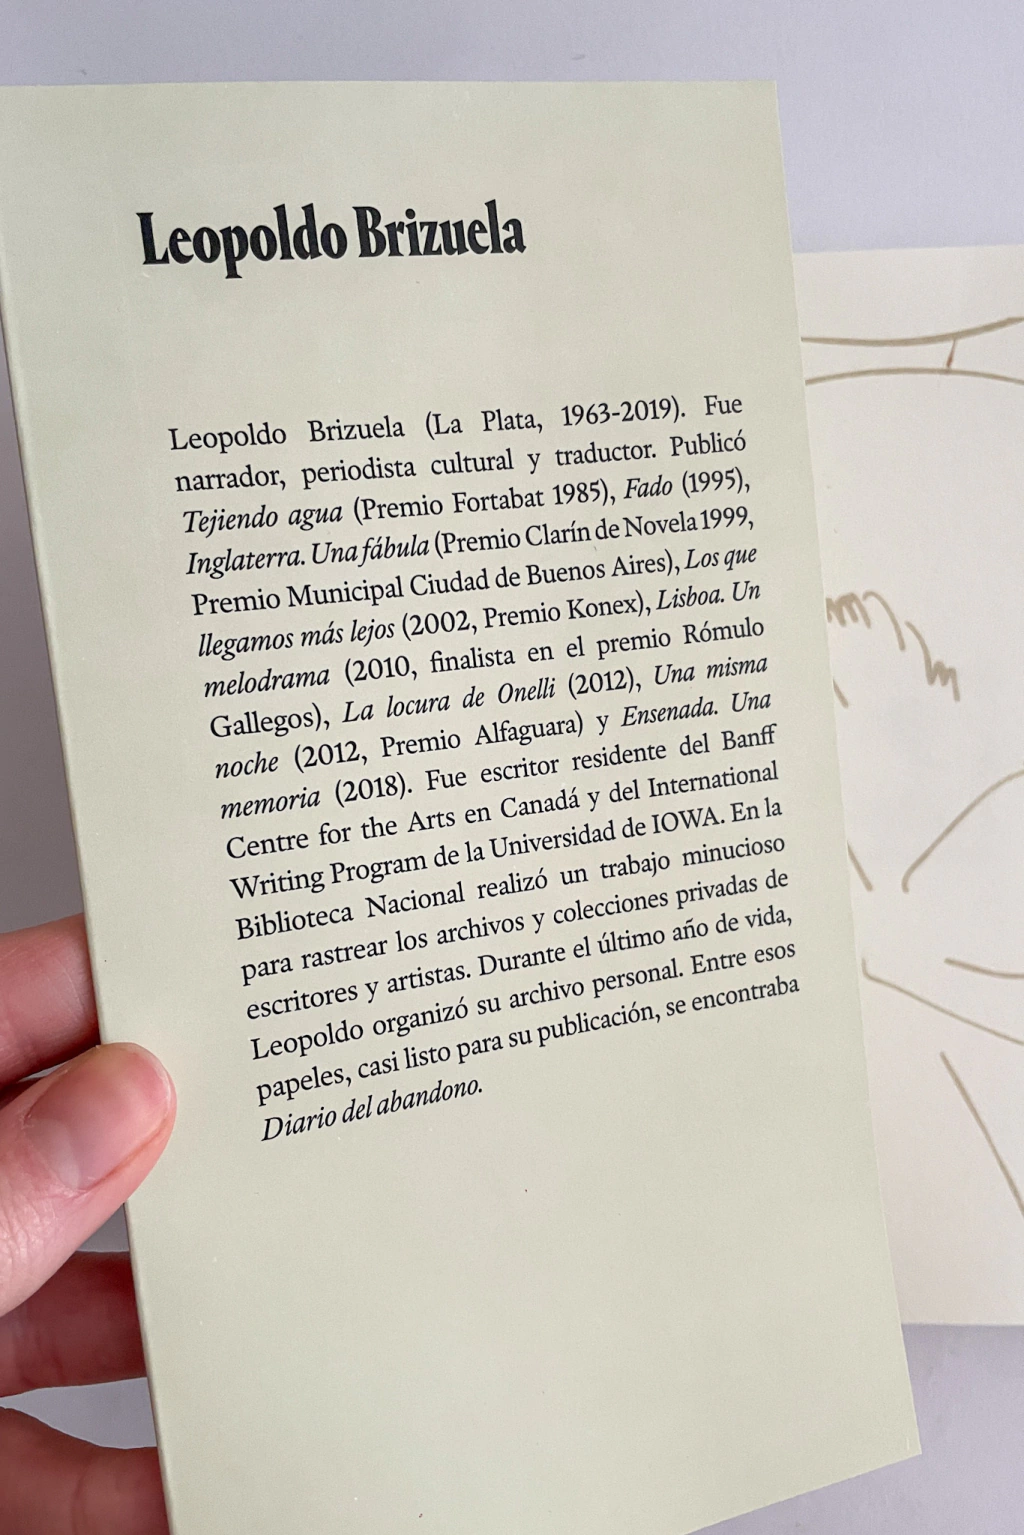 Leopoldo Brizuela
Leopoldo Brizuela (La Plata, 1963-2019). Fue
narrador, periodista cultural y traductor. Publicó
Tejiendo agua (Premio Fortabat 1985), Fado (1995),
Inglaterra. Una fábula (Premio Clarín de Novela 1999,
Premio Municipal Ciudad de Buenos Aires), Los que
llegamos más lejos (2002, Premio Konex), Lisboa. Un
melodrama (2010, finalista en el premio Rómulo
Gallegos), La locura de Onelli (2012), Una misma
noche (2012, Premio Alfaguara) y Ensenada. Una
memoria (2018). Fue escritor residente del Banff
Centre for the Arts en Canadá y del International
Writing Program de la Universidad de IOWA. En la
Biblioteca Nacional realizó un trabajo minucioso
para rastrear los archivos y colecciones privadas de
escritores y artistas. Durante el último año de vida,
Leopoldo organizó su archivo personal. Entre esos
papeles, casi listo para su publicación, se encontraba
Diario del abandono.